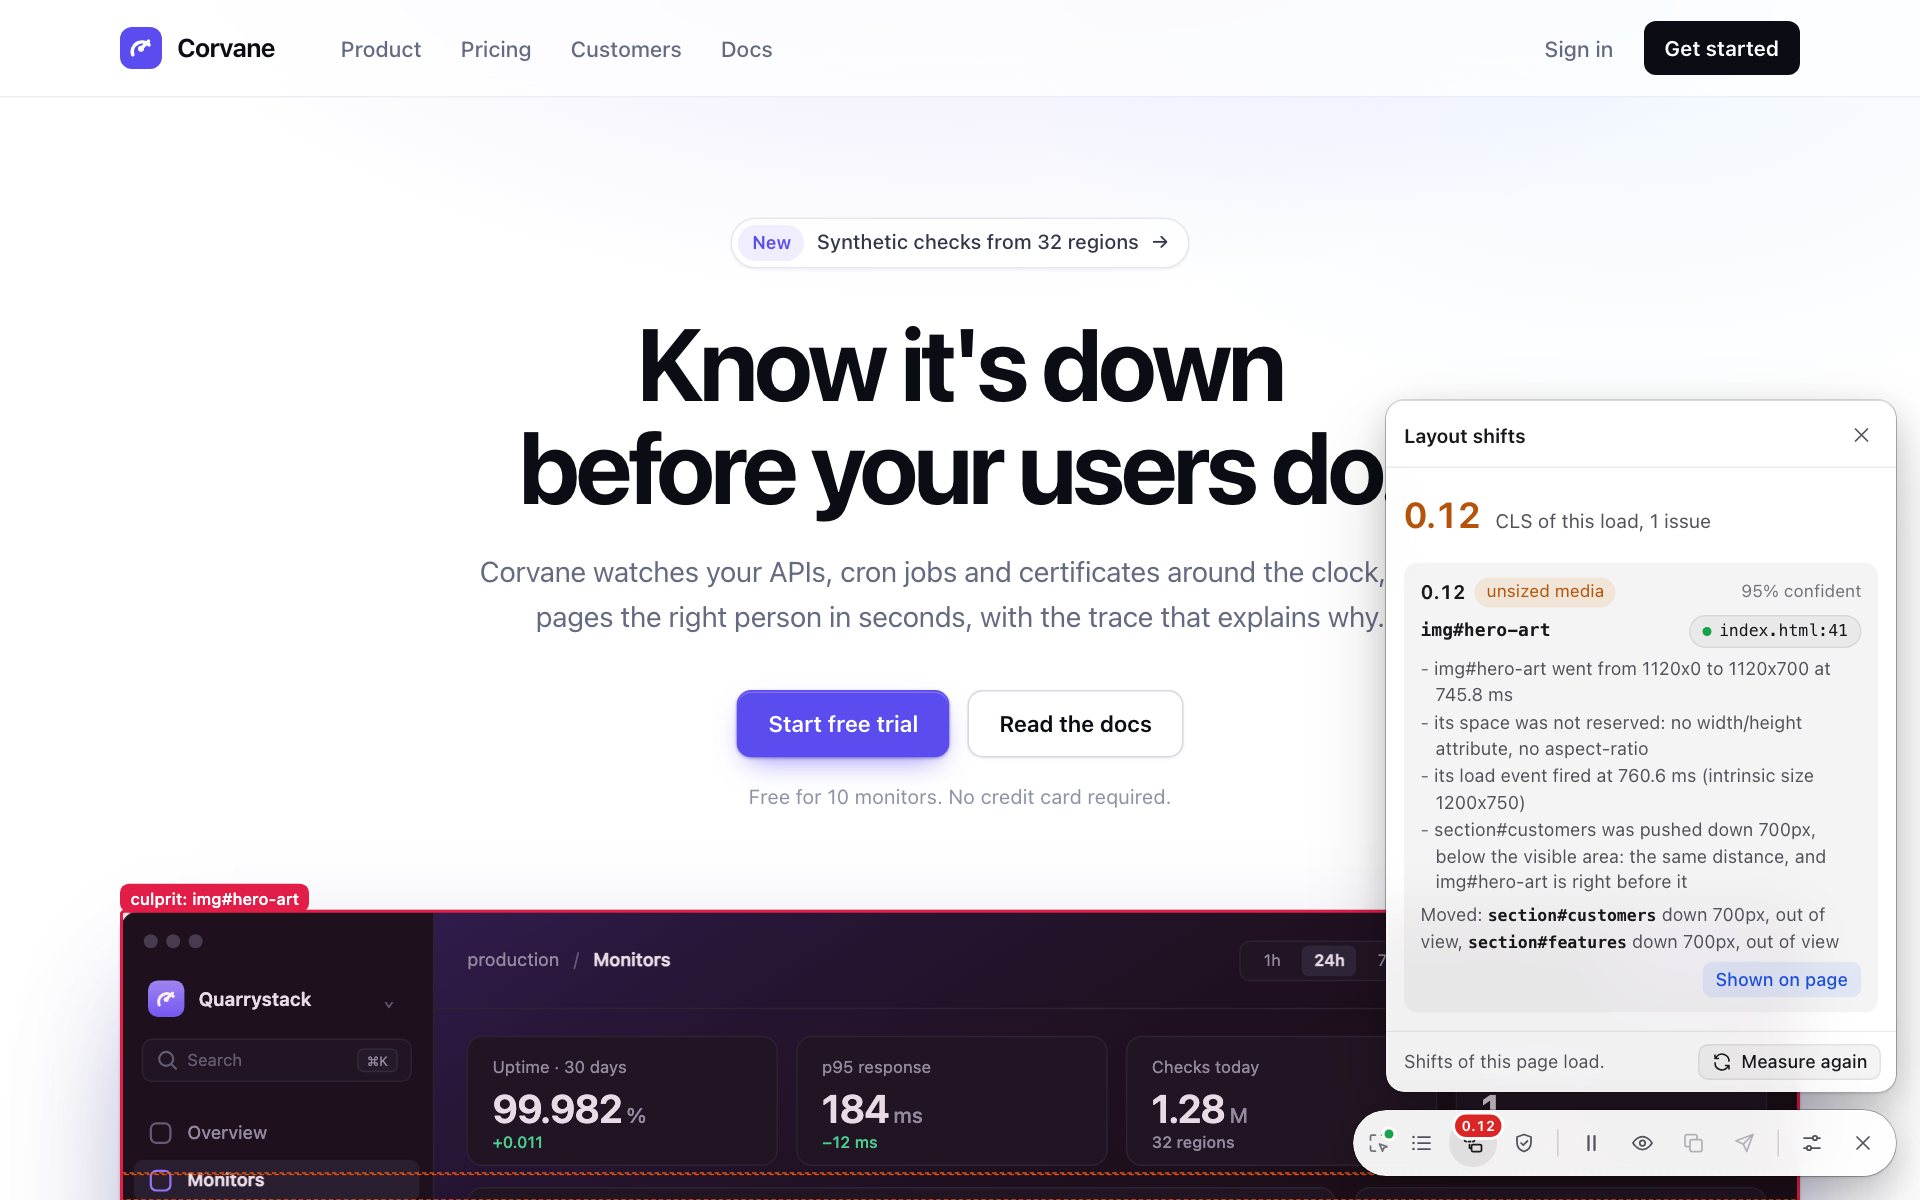 Corvane
Product
Pricing
Customers
Docs
Sign in
Get started
New
Synthetic checks from 32 regions →
Know it's down
before your users do.
Corvane watches your APIs, cron jobs and certificates around the clock,
pages the right person in seconds, with the trace that explains why.
Start free trial
Read the docs
Free for 10 monitors. No credit card required.
culprit: img#hero-art
Quarrystack
Search
⌘K
Overview
Monitors
production / Monitors
1h
24h
7
Uptime · 30 days
99.982 %
+0.011
p95 response
184 ms
−12 ms
Checks today
1.28 M
32 regions
1
Layout shifts
0.12 CLS of this load, 1 issue
0.12 unsized media 95% confident
img#hero-art index.html:41
- img#hero-art went from 1120x0 to 1120x700 at
745.8 ms
- its space was not reserved: no width/height
attribute, no aspect-ratio
- its load event fired at 760.6 ms (intrinsic size
1200x750)
- section#customers was pushed down 700px,
below the visible area: the same distance, and
img#hero-art is right before it
Moved: section#customers down 700px, out of
view, section#features down 700px, out of view
Shown on page
Shifts of this page load.
Measure again
0.12